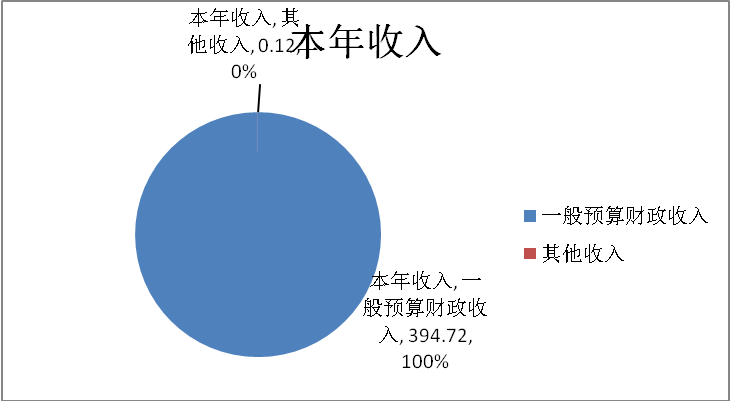 本年收入
本年收入, 其
他收入, 0.12,
0%
一般预算财政收入
其他收入
本年收入, 一
般预算财政收
入, 394.72,
100%